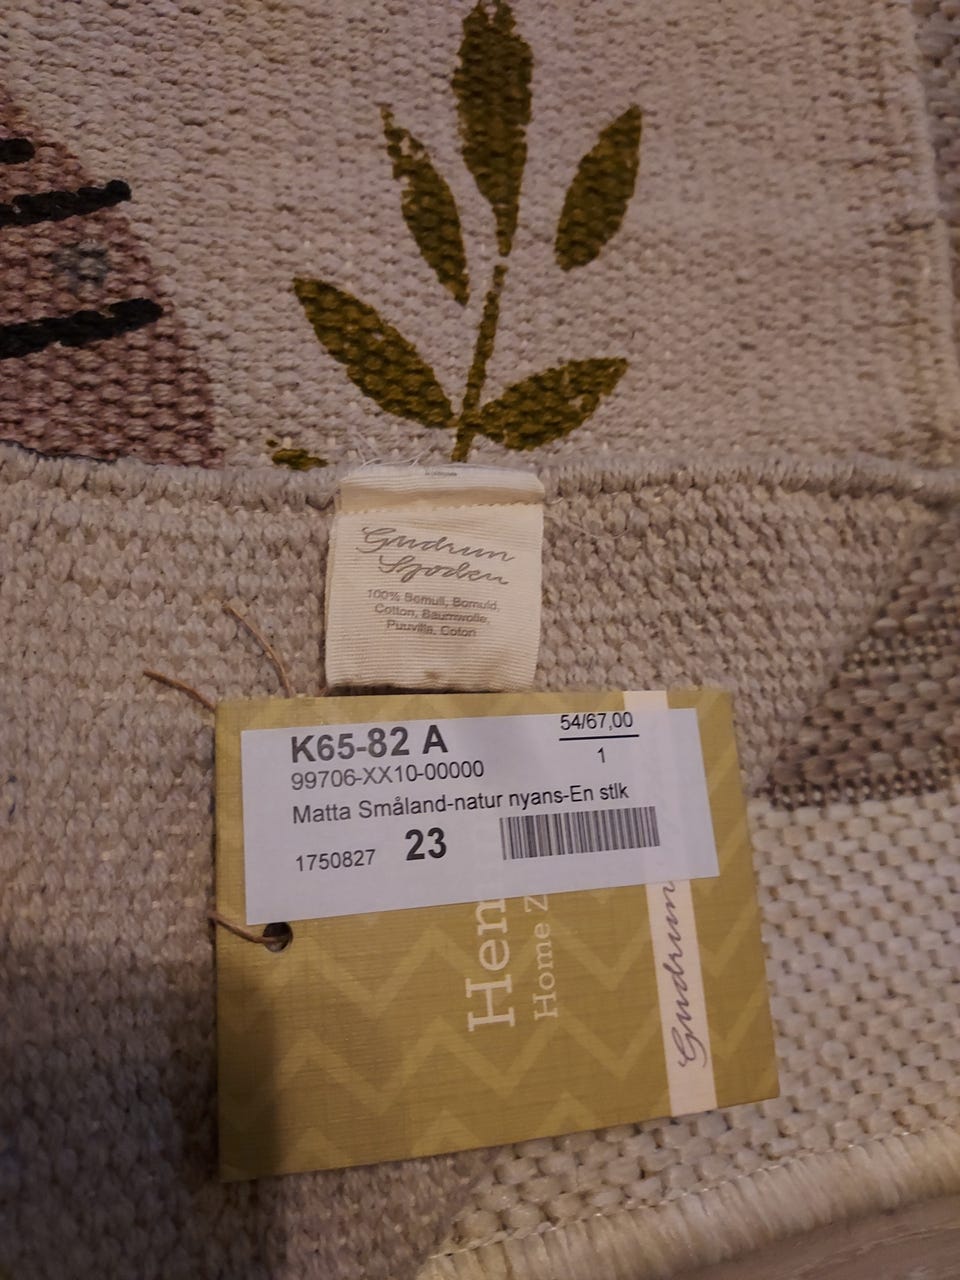 Gudrun
Sjödén
100% Bomull, Bomuld,
Cotton, Baumwolle,
Puuvilla, Coton
K65-82 A
54/67,00
1
99706-XX10-00000
Matta Småland-natur nyans-En stlk
1750827
23
Hem
Home Z
Gudrun